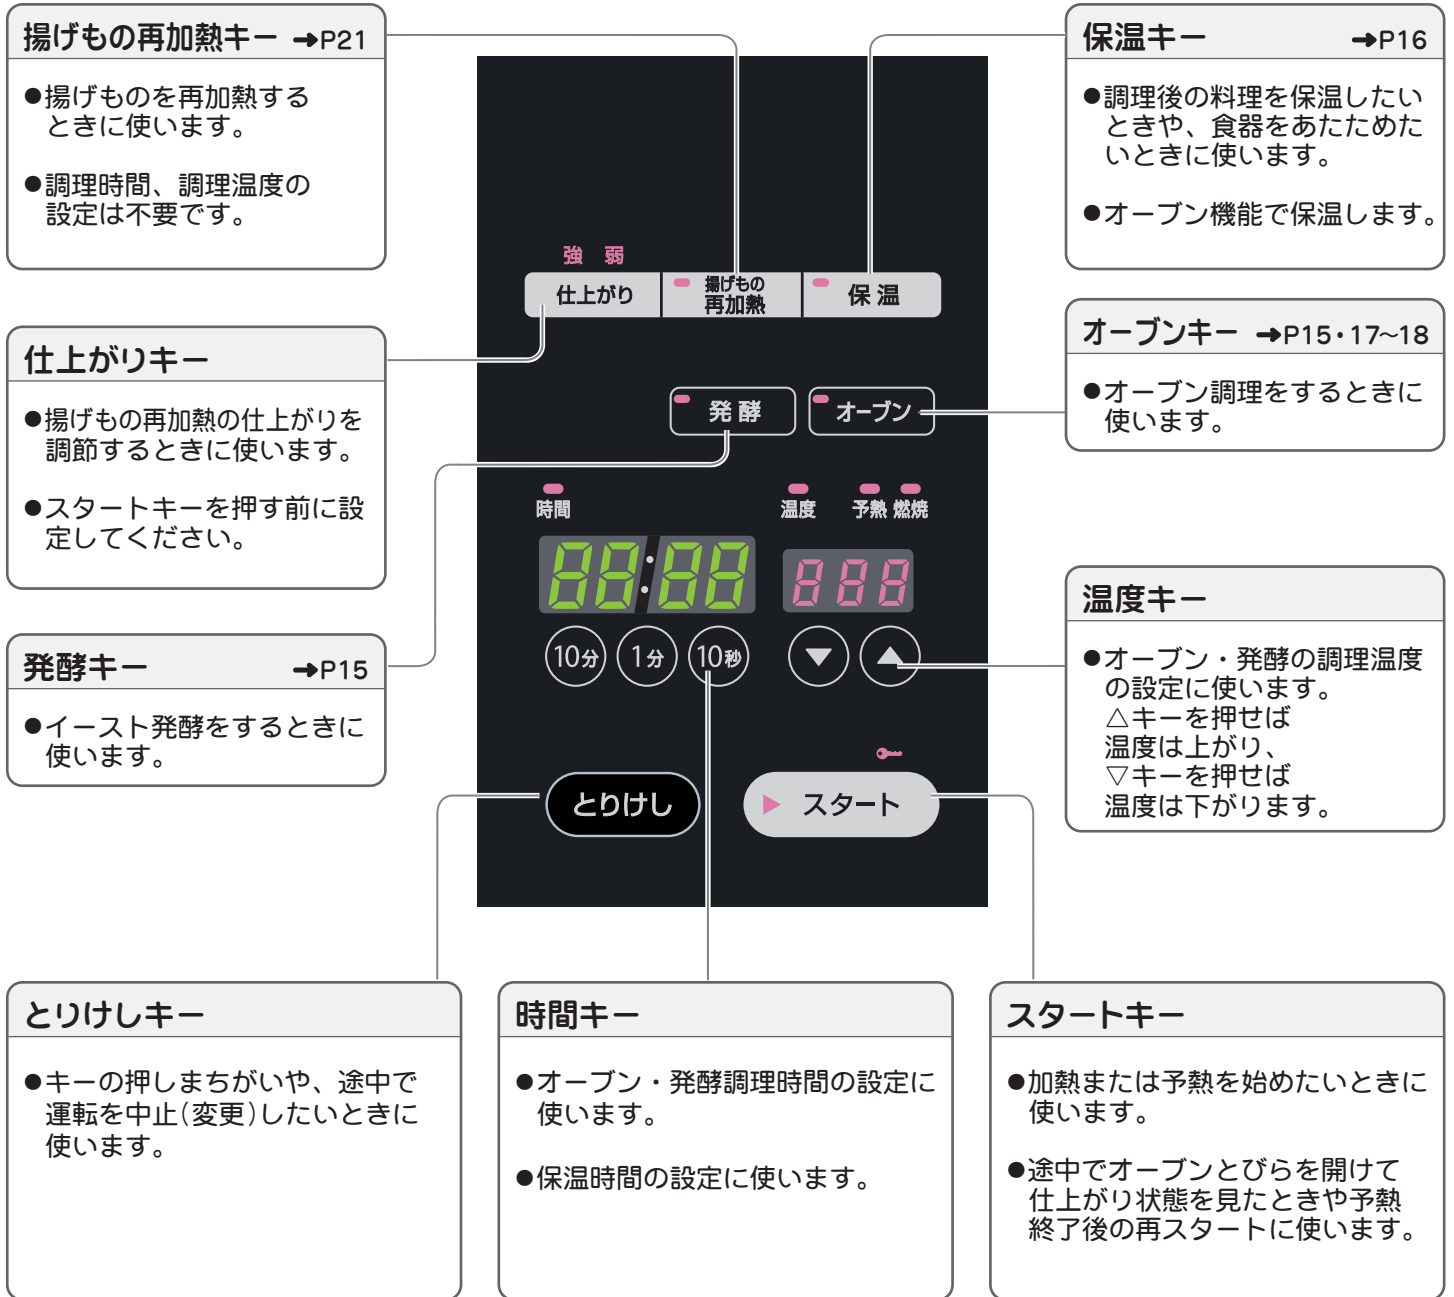 揚げもの再加熱キー ➞P21
●揚げものを再加熱する
ときに使います。
●調理時間、調理温度の
設定は不要です。
仕上がりキー
●揚げもの再加熱の仕上がりを
調節するときに使います。
●スタートキーを押す前に設
定してください。
発酵キー ➞P15
●イースト発酵をするときに
使います。
強 弱
仕上がり
揚げもの
再加熱
保温
発酵
オーブン
時間
温度 予熱 燃焼
88:88
888
10分 1分 10秒 ▼ ▲
とりけし
▶ スタート
保温キー ➞P16
●調理後の料理を保温したい
ときや、食器をあたためた
いときに使います。
●オーブン機能で保温します。
オーブンキー ➞P15・17〜18
●オーブン調理をするときに
使います。
温度キー
●オーブン・発酵の調理温度
の設定に使います。
△キーを押せば
温度は上がり、
▽キーを押せば
温度は下がります。
とりけしキー
●キーの押しまちがいや、途中で
運転を中止(変更)したいときに
使います。
時間キー
●オーブン・発酵調理時間の設定に
使います。
●保温時間の設定に使います。
スタートキー
●加熱または予熱を始めたいときに
使います。
●途中でオーブンとびらを開けて
仕上がり状態を見たときや予熱
終了後の再スタートに使います。